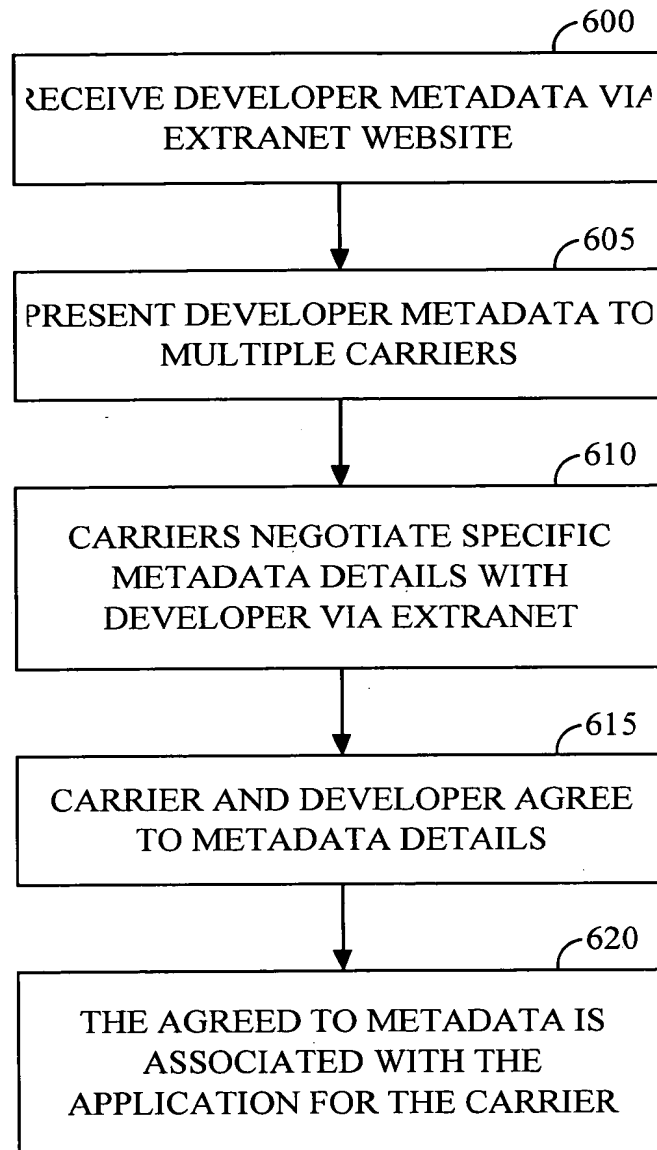 600
RECEIVE DEVELOPER METADATA VIA
EXTRANET WEBSITE
605
PRESENT DEVELOPER METADATA TO
MULTIPLE CARRIERS
610
CARRIERS NEGOTIATE SPECIFIC
METADATA DETAILS WITH
DEVELOPER VIA EXTRANET
615
CARRIER AND DEVELOPER AGREE
TO METADATA DETAILS
620
THE AGREED TO METADATA IS
ASSOCIATED WITH THE
APPLICATION FOR THE CARRIER